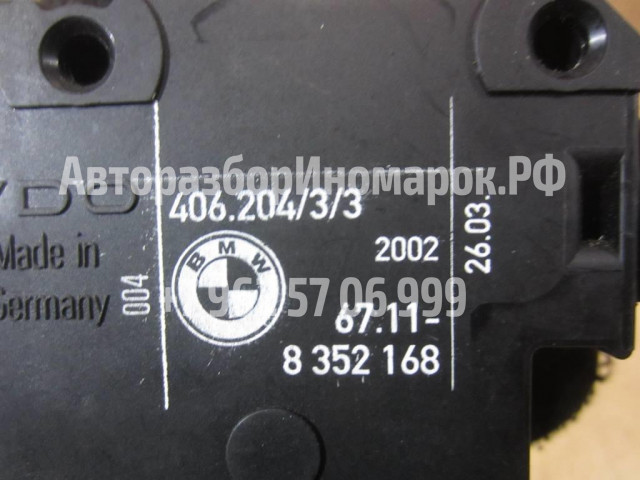 АвторазборИномарок.РФ
VDO
406.204/3/3
Made in
Germany
004
BMW
2002
26.03.
67.11-
8 352 168